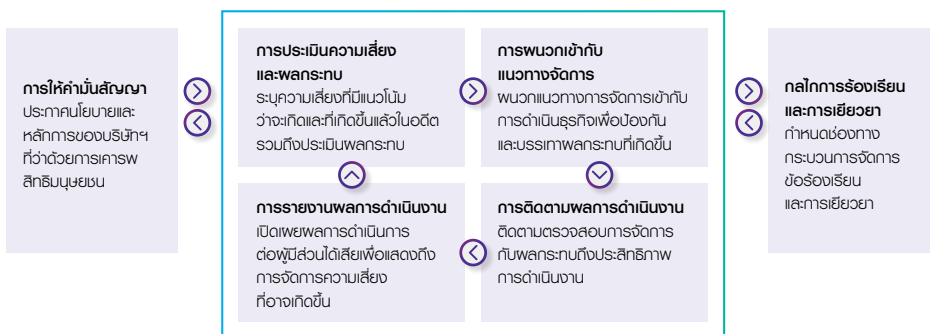 การให้คำมั่นสัญญา
ประกาศนโยบายและ
หลักการของบริษัทฯ
ที่ว่าด้วยการเคารพ
สิทธิมนุษยชน
การประเมินความเสี่ยง
และผลกระทบ
ระบุความเสี่ยงที่มีแนวโน้ม
ว่าจะเกิดและที่เกิดขึ้นแล้วในอดีต
รวมถึงประเมินผลกระทบ
การพนวกเข้ากับ
แนวทางจัดการ
พนวกแนวทางการจัดการเข้ากับ
การดำเนินธุรกิจเพื่อป้องกัน
และบรรเทาผลกระทบที่เกิดขึ้น
การรายงานผลการดำเนินงาน
เปิดเผยผลการดำเนินการ
ต่อผู้มีส่วนได้เสียเพื่อแสดงถึง
การจัดการความเสี่ยง
ที่อาจเกิดขึ้น
การติดตามผลการดำเนินงาน
ติดตามตรวจสอบการจัดการ
กับผลกระทบถึงประสิทธิภาพ
การดำเนินงาน
กลไกการร้องเรียน
และการเยียวยา
กำหนดช่องทาง
กระบวนการจัดการ
ข้อร้องเรียน
และการเยียวยา